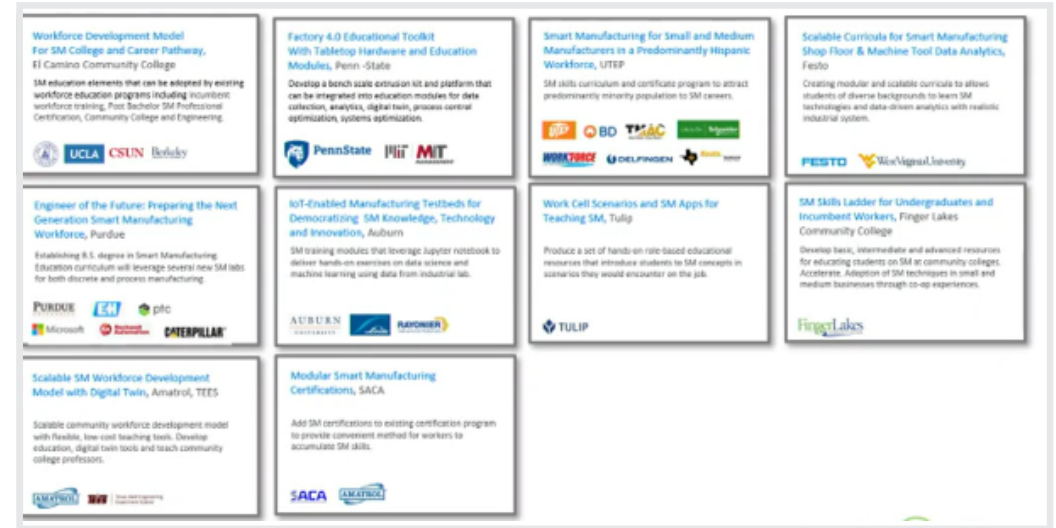 Workforce Development Model
For SM College and Career Pathway,
El Camino Community College
SM education elements that can be adopted by existing
workforce education programs including incumbent
workforce training, Post Bachelor SM Professional
Certification, Community College and Engineering.
UCLA CSUN Berkeley
Factory 4.0 Educational Toolkit
With Tabletop Hardware and Education
Modules, Penn -State
Develop a bench scale extrusion kit and platform that
can be integrated into education modules for data
collection, analytics, digital twin, process control
optimization, systems optimization.
PennState MIT MIT
Smart Manufacturing for Small and Medium
Manufacturers in a Predominantly Hispanic
Workforce, UTEP
SM skills curriculum and certificate program to attract
predominantly minority population to SM careers.
UTEP BD TMAC Schneider
WORKFORCE DELFINGEN
Scalable Curricula for Smart Manufacturing
Shop Floor & Machine Tool Data Analytics,
Festo
Creating modular and scalable curricula to allows
students of diverse backgrounds to learn SM
technologies and data-driven analytics with realistic
industrial system.
FESTO WestVirginiaUniversity
Engineer of the Future: Preparing the Next
Generation Smart Manufacturing
Workforce, Purdue
Establishing B.S. degree in Smart Manufacturing.
Education curriculum will leverage several new SM labs
for both discrete and process manufacturing.
PURDUE ptc
Microsoft Rockwell Automation CATERPILLAR
IoT-Enabled Manufacturing Testbeds for
Democratizing SM Knowledge, Technology
and Innovation, Auburn
SM training modules that leverage Jupyter notebook to
deliver hands-on exercises on data science and
machine learning using data from industrial lab.
AUBURN
UNIVERSITY
RAYONIER
Work Cell Scenarios and SM Apps for
Teaching SM, Tulip
Produce a set of hands-on role-based educational
resources that introduce students to SM concepts in
scenarios they would encounter on the job.
TULIP
SM Skills Ladder for Undergraduates and
Incumbent Workers, Finger Lakes
Community College
Develop basic, intermediate and advanced resources
for educating students on SM at community colleges.
Accelerate. Adoption of SM techniques in small and
medium businesses through co-op experiences.
FingerLakes
Scalable SM Workforce Development
Model with Digital Twin, Amatrol, TEES
Scalable community workforce development model
with flexible, low-cost teaching tools. Develop
education, digital twin tools and teach community
college professors.
AMATROL
Modular Smart Manufacturing
Certifications, SACA
Add SM certifications to existing certification program
to provide convenient method for workers to
accumulate SM skills.
SACA AMATROL